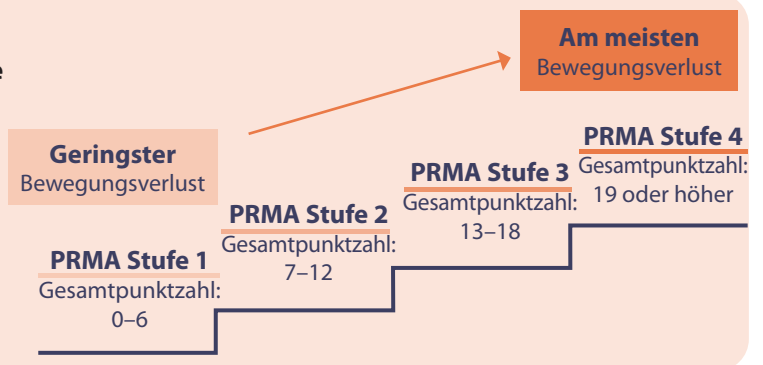 e
Am meisten
Bewegungsverlust
Geringster
Bewegungsverlust
PRMA Stufe 1
Gesamtpunktzahl:
0–6
PRMA Stufe 2
Gesamtpunktzahl:
7–12
PRMA Stufe 3
Gesamtpunktzahl:
13–18
PRMA Stufe 4
Gesamtpunktzahl:
19 oder höher